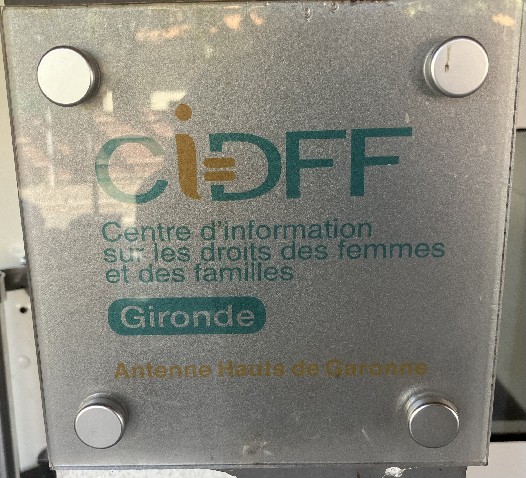 CiDFF
Centre d'information
sur les droits des femmes
et des familles
Gironde
Antenne Hauts de Garonne